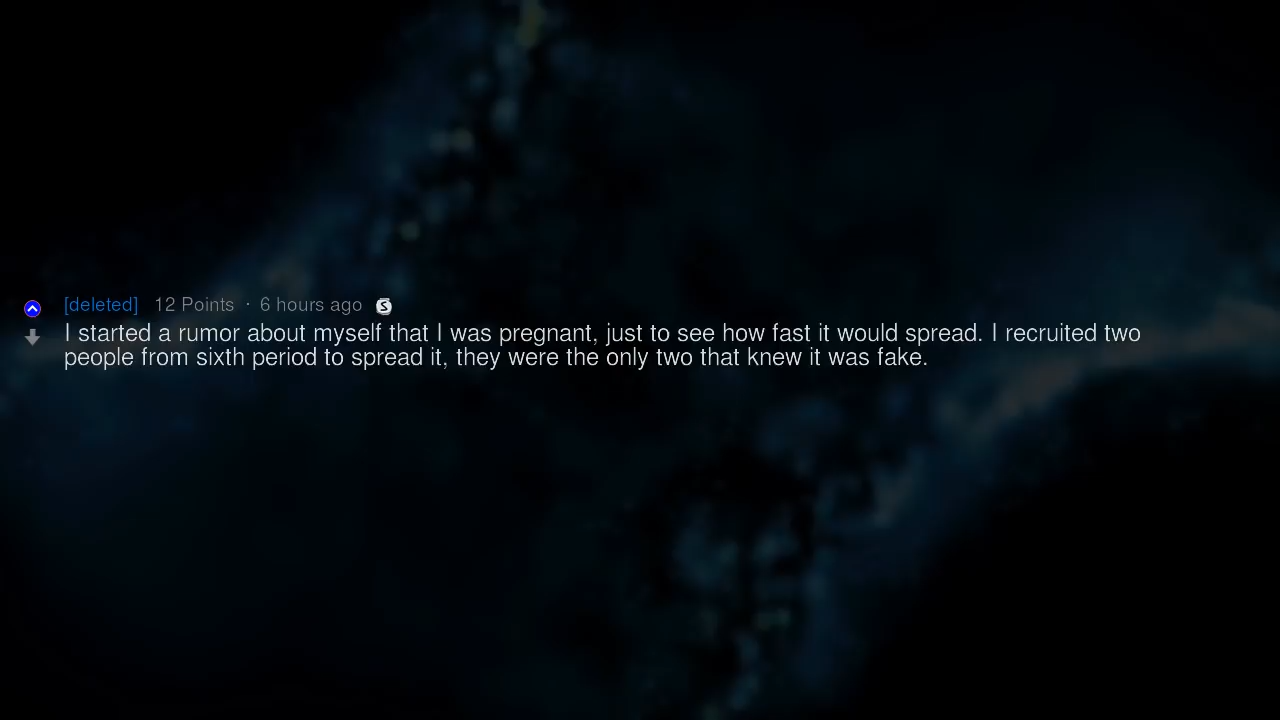 [deleted] 12 Points · 6 hours ago
I started a rumor about myself that I was pregnant, just to see how fast it would spread. I recruited two
people from sixth period to spread it, they were the only two that knew it was fake.